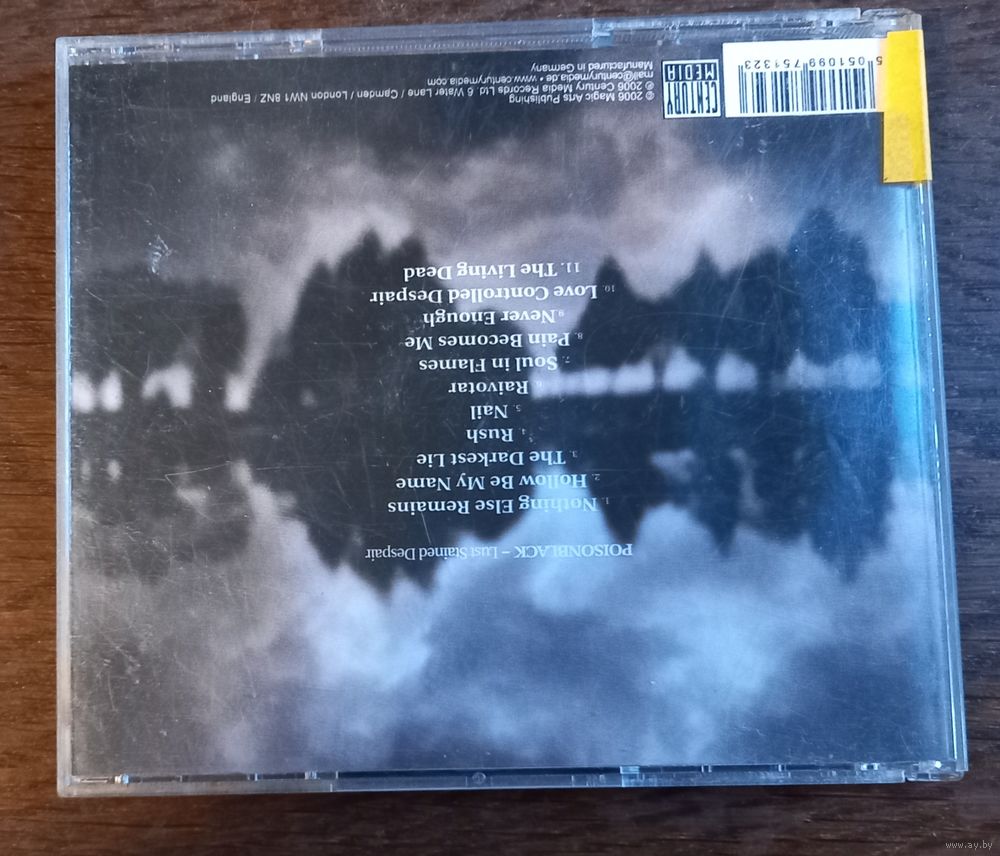 POISONBLACK – Lust Stained Despair
1. Nothing Else Remains
2. Hollow Be My Name
3. The Darkest Lie
4. Rush
5. Nail
6. Raivotar
7. Soul in Flames
8. Pain Becomes Me
9. Never Enough
10. Love Controlled Despair
11. The Living Dead
CENTURY
MEDIA
© 2006 Magic Arts Publishing
℗ 2006 Century Media Records Ltd. 6 Water Lane / Camden / London NW1 8NZ / England
mail@centurymedia.de • www.centurymedia.com
Manufactured in Germany
5 051099 751323
www.ay.by